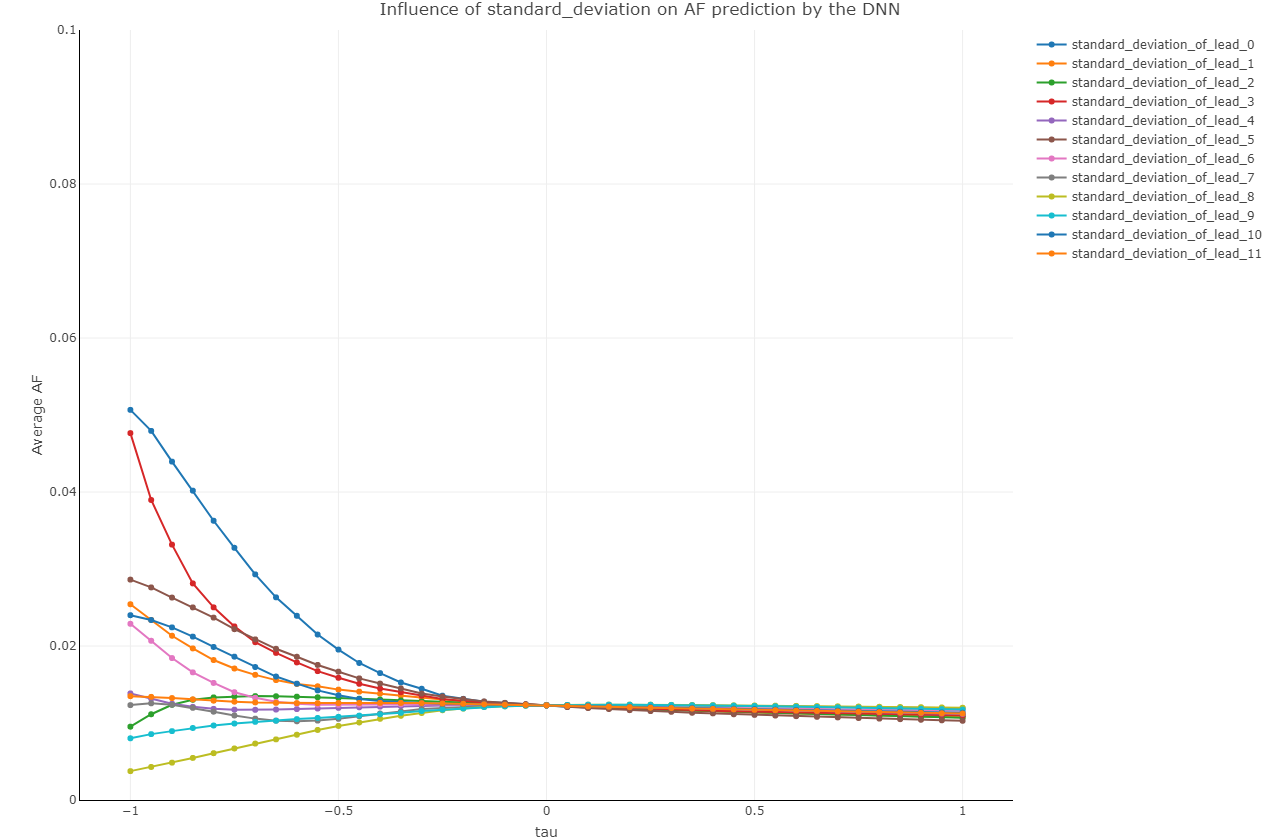 Influence of standard_deviation on AF prediction by the DNN
0.1
0.08
0.06
0.04
0.02
0
Average AF
−1
−0.5
0
0.5
1
tau
standard_deviation_of_lead_0
standard_deviation_of_lead_1
standard_deviation_of_lead_2
standard_deviation_of_lead_3
standard_deviation_of_lead_4
standard_deviation_of_lead_5
standard_deviation_of_lead_6
standard_deviation_of_lead_7
standard_deviation_of_lead_8
standard_deviation_of_lead_9
standard_deviation_of_lead_10
standard_deviation_of_lead_11